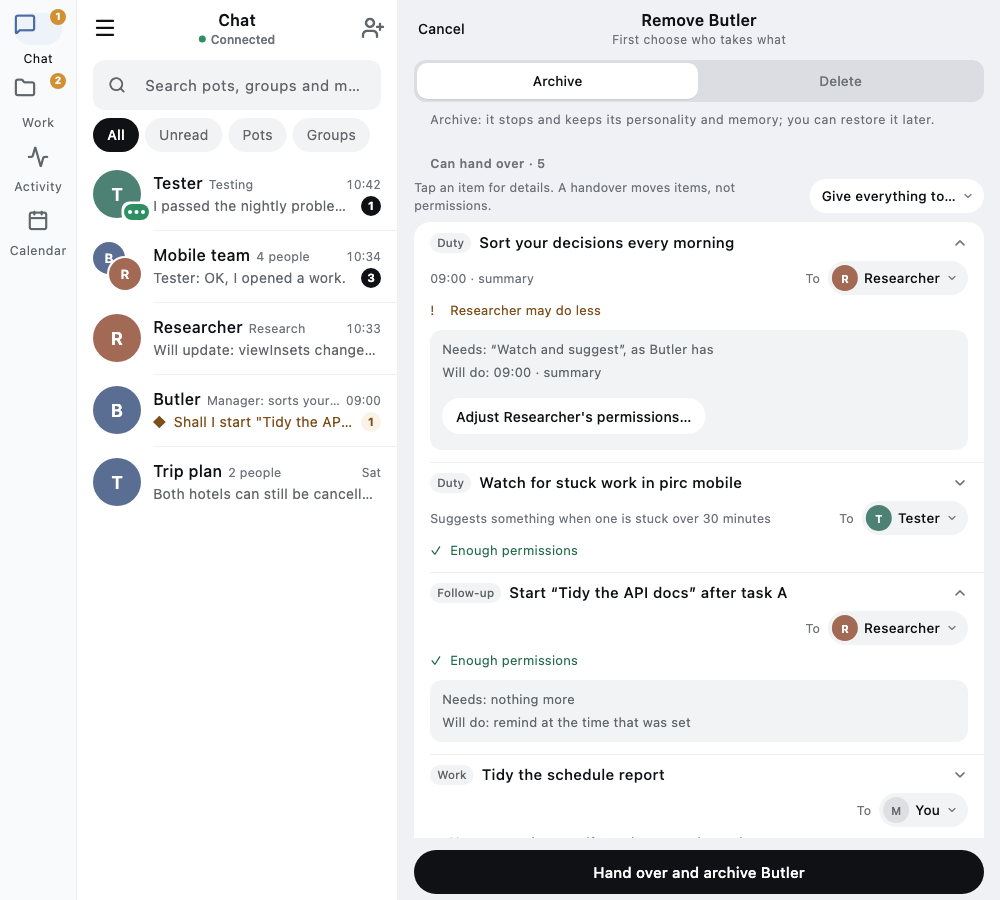 1
Chat
2
Work
Activity
Calendar
Chat
Connected
Search pots, groups and m...
All
Unread
Pots
Groups
T
Tester Testing 10:42
I passed the nightly proble... 1
B
R
Mobile team 4 people 10:34
Tester: OK, I opened a work. 3
R
Researcher Research 10:33
Will update: viewInsets change...
B
Butler Manager: sorts your... 09:00
Shall I start "Tidy the AP... 1
T
Trip plan 2 people Sat
Both hotels can still be cancell...
Cancel
Remove Butler
First choose who takes what
Archive
Delete
Archive: it stops and keeps its personality and memory; you can restore it later.
Can hand over · 5
Tap an item for details. A handover moves items, not
permissions.
Give everything to...
Duty Sort your decisions every morning
09:00 · summary
To R Researcher
! Researcher may do less
Needs: “Watch and suggest”, as Butler has
Will do: 09:00 · summary
Adjust Researcher's permissions...
Duty Watch for stuck work in pirc mobile
Suggests something when one is stuck over 30 minutes
To T Tester
✓ Enough permissions
Follow-up Start “Tidy the API docs” after task A
To R Researcher
✓ Enough permissions
Needs: nothing more
Will do: remind at the time that was set
Work Tidy the schedule report
To M You
Hand over and archive Butler